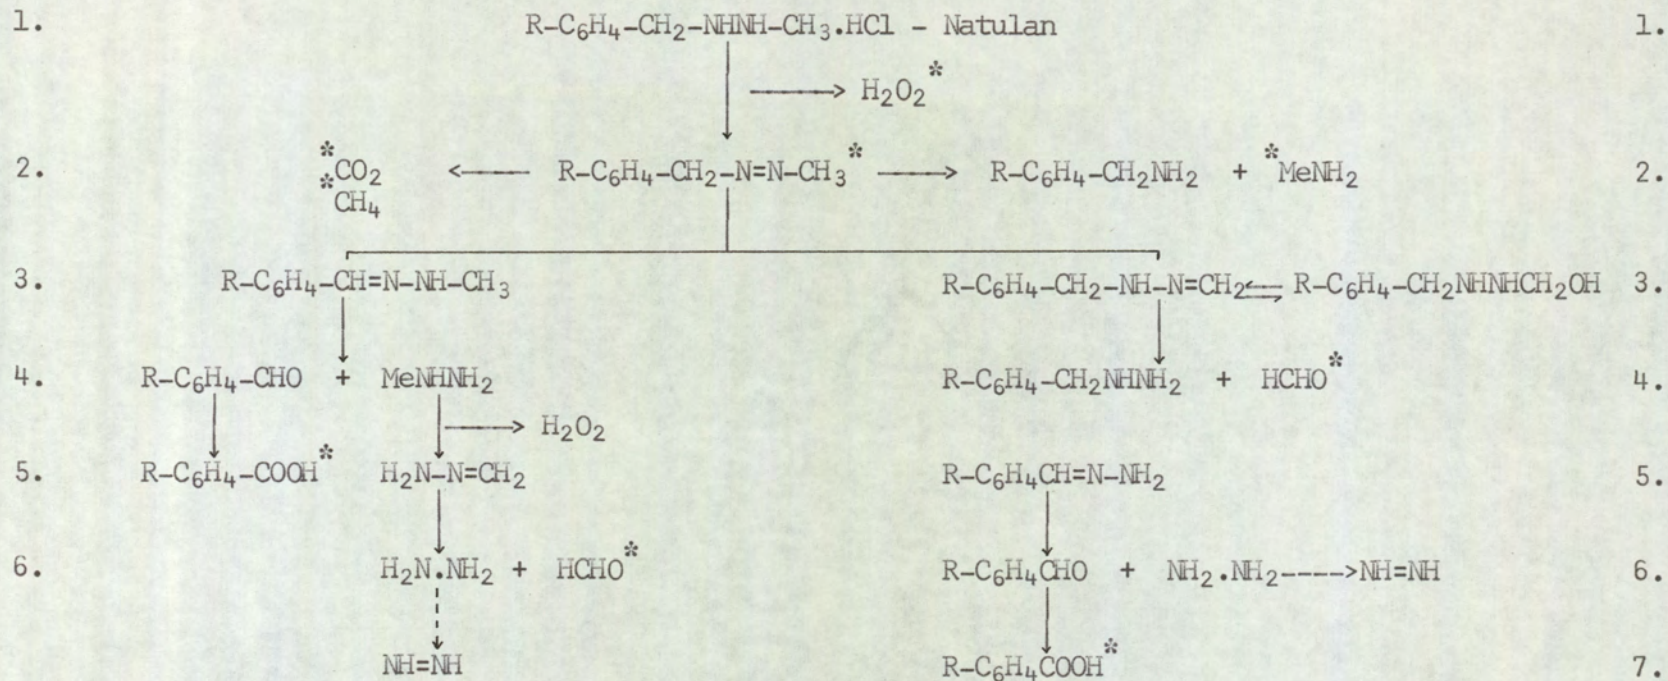 1. R-C₆H₄-CH₂-NHNH-CH₃.HCl - Natulan 1.
⟶ H₂O₂*
2. *CO₂ ⟵ R-C₆H₄-CH₂-N=N-CH₃* ⟶ R-C₆H₄-CH₂NH₂ + *MeNH₂ 2.
*CH₄
3. R-C₆H₄-CH=N-NH-CH₃ R-C₆H₄-CH₂-NH-N=CH₂ ⇌ R-C₆H₄-CH₂NHNHCH₂OH 3.
4. R-C₆H₄-CHO + MeNHNH₂ R-C₆H₄-CH₂NHNH₂ + HCHO* 4.
⟶ H₂O₂
5. R-C₆H₄-COOH* H₂N-N=CH₂ R-C₆H₄CH=N-NH₂ 5.
6. H₂N.NH₂ + HCHO* R-C₆H₄CHO + NH₂.NH₂---->NH=NH 6.
NH=NH R-C₆H₄COOH* 7.